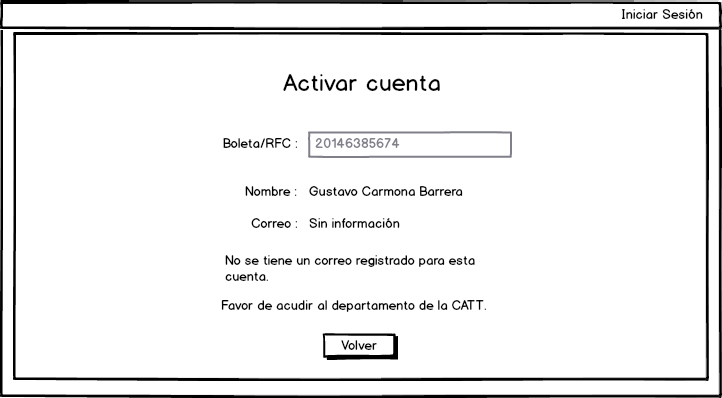 Iniciar Sesión
Activar cuenta
Boleta/RFC : 20146385674
Nombre : Gustavo Carmona Barrera
Correo : Sin información
No se tiene un correo registrado para esta
cuenta.
Favor de acudir al departamento de la CATT.
Volver